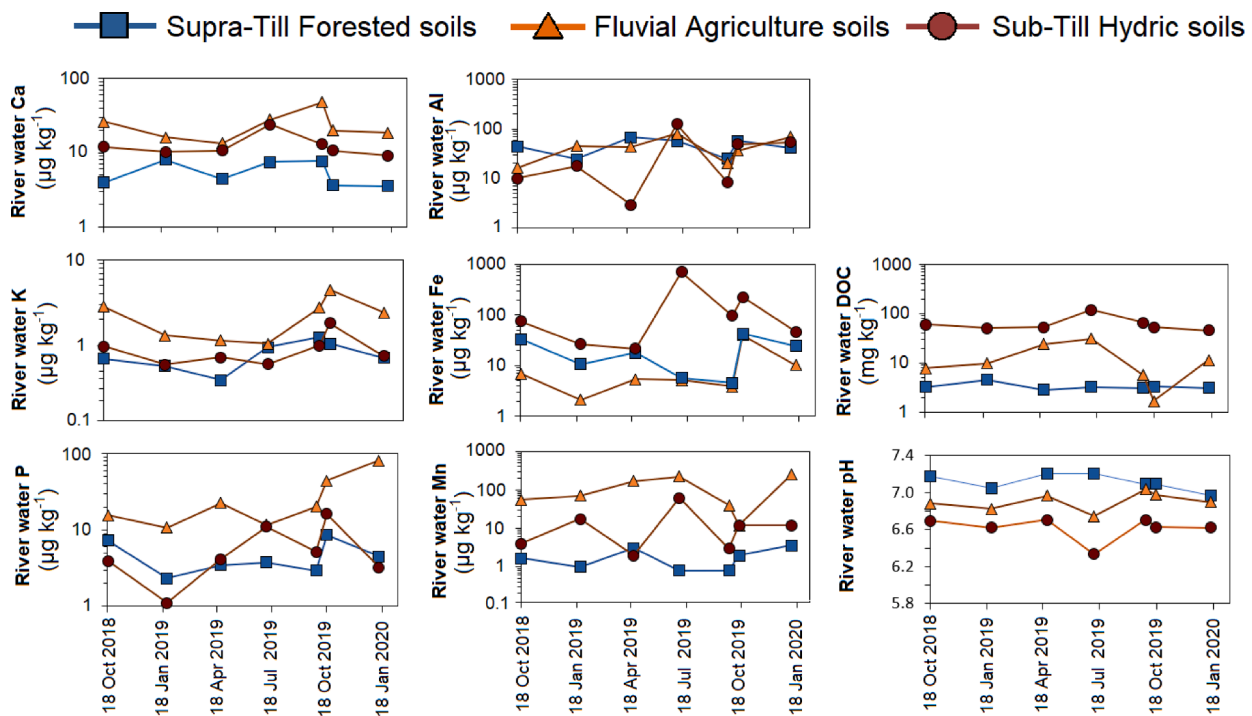 Supra-Till Forested soils
Fluvial Agriculture soils
Sub-Till Hydric soils
River water Ca
(µg kg⁻¹)
100
10
1
River water Al
(µg kg⁻¹)
1000
100
10
1
River water K
(µg kg⁻¹)
10
1
0.1
River water Fe
(µg kg⁻¹)
1000
100
10
1
River water DOC
(mg kg⁻¹)
1000
100
10
1
River water P
(µg kg⁻¹)
100
10
1
River water Mn
(µg kg⁻¹)
1000
100
10
1
0.1
River water pH
7.4
7.0
6.6
6.2
5.8
18 Oct 2018
18 Jan 2019
18 Apr 2019
18 Jul 2019
18 Oct 2019
18 Jan 2020
18 Oct 2018
18 Jan 2019
18 Apr 2019
18 Jul 2019
18 Oct 2019
18 Jan 2020
18 Oct 2018
18 Jan 2019
18 Apr 2019
18 Jul 2019
18 Oct 2019
18 Jan 2020